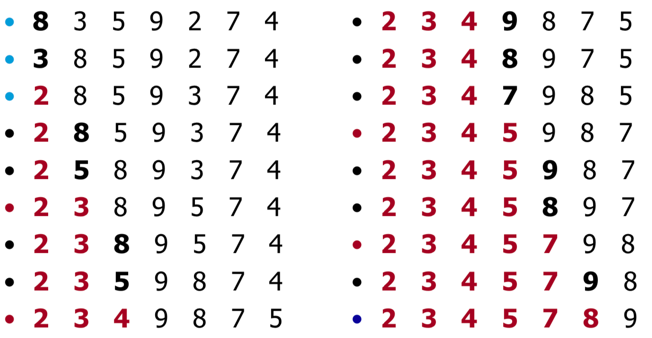 • 8 3 5 9 2 7 4
• 3 8 5 9 2 7 4
• 2 8 5 9 3 7 4
• 2 8 5 9 3 7 4
• 2 5 8 9 3 7 4
• 2 3 8 9 5 7 4
• 2 3 8 9 5 7 4
• 2 3 5 9 8 7 4
• 2 3 4 9 8 7 5
• 2 3 4 9 8 7 5
• 2 3 4 8 9 7 5
• 2 3 4 7 9 8 5
• 2 3 4 5 9 8 7
• 2 3 4 5 9 8 7
• 2 3 4 5 8 9 7
• 2 3 4 5 7 9 8
• 2 3 4 5 7 9 8
• 2 3 4 5 7 8 9